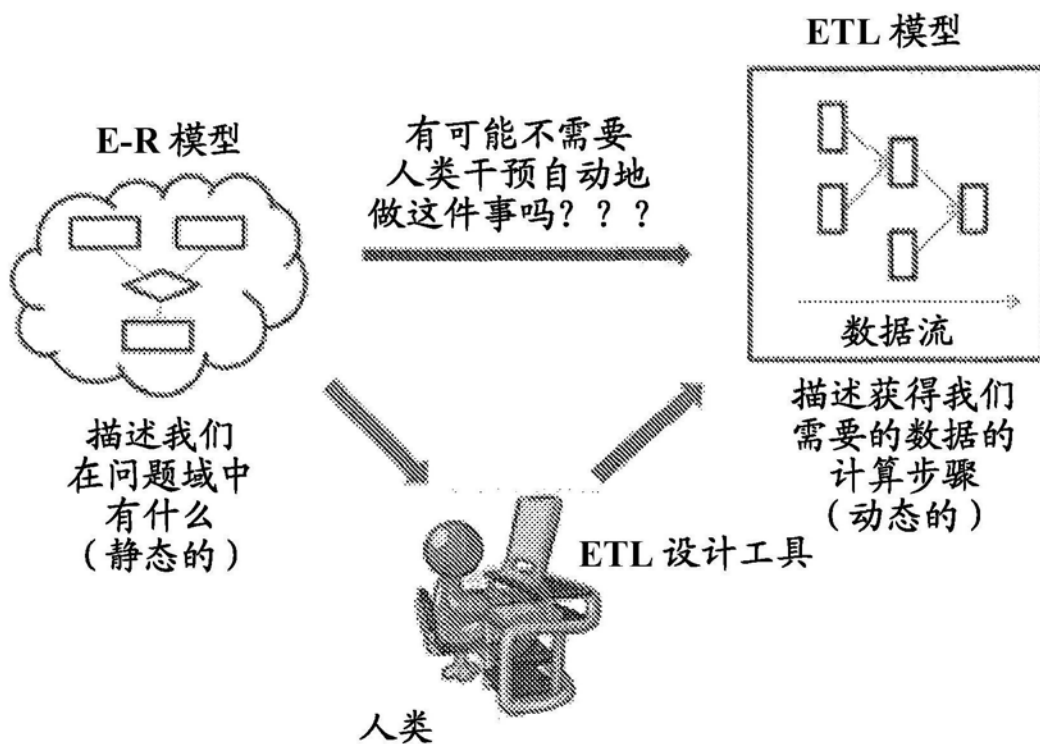 ETL 模型
E-R 模型
有可能不需要
人类干预自动地
做这件事吗？？？
数据流
描述我们
在问题域中
有什么
（静态的）
描述获得我们
需要的数据的
计算步骤
（动态的）
ETL 设计工具
人类